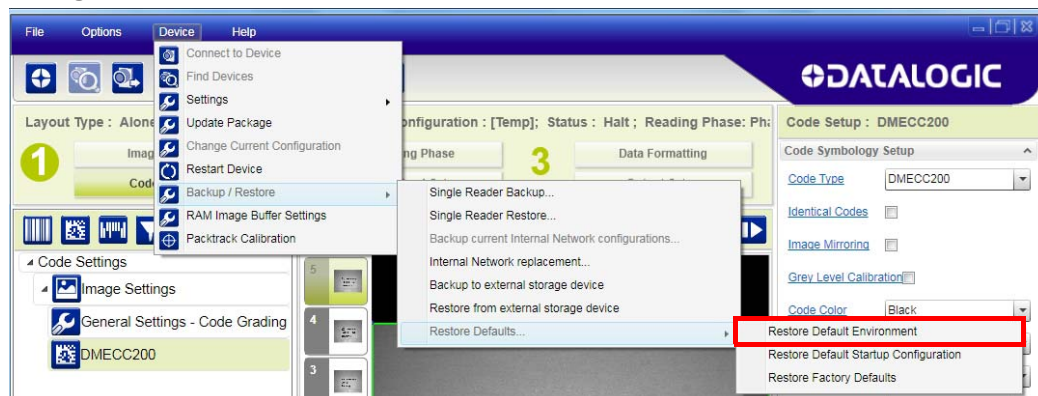 File Options Device Help
DATALOGIC
Connect to Device
Find Devices
Settings
Update Package
Change Current Configuration
Restart Device
Backup / Restore
RAM Image Buffer Settings
Packtrack Calibration
Single Reader Backup...
Single Reader Restore...
Backup current Internal Network configurations...
Internal Network replacement...
Backup to external storage device
Restore from external storage device
Restore Defaults...
Restore Default Environment
Restore Default Startup Configuration
Restore Factory Defaults
Layout Type : Alone
onfiguration : [Temp]; Status : Halt ; Reading Phase: Pha
1
Imag
Cod
ng Phase
3
Data Formatting
Code Settings
Image Settings
General Settings - Code Grading
DMECC200
5
4
3
Code Setup : DMECC200
Code Symbology Setup
Code Type DMECC200
Identical Codes
Image Mirroring
Grey Level Calibration
Code Color Black